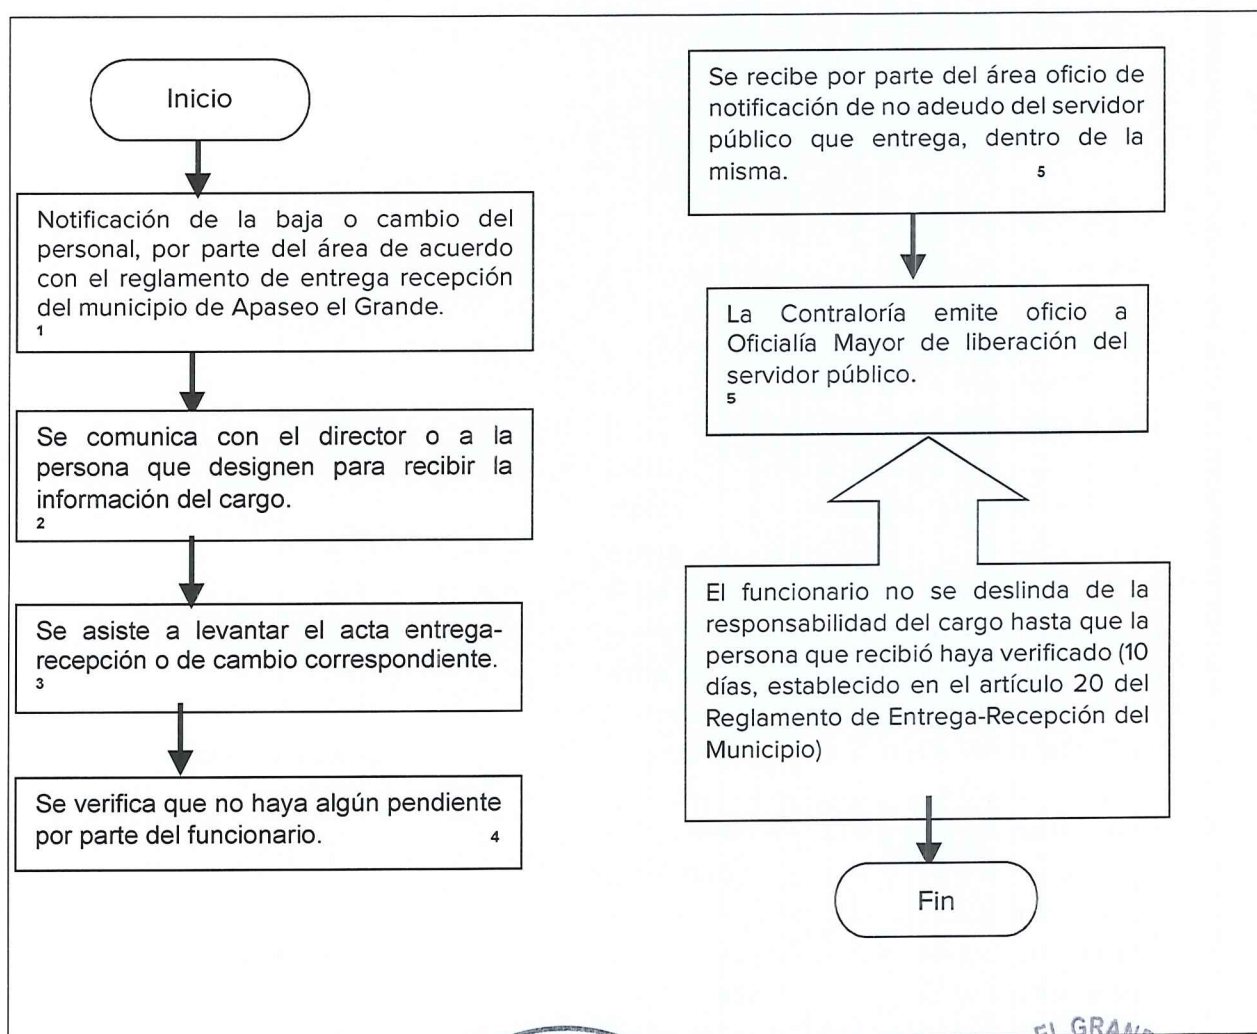 Inicio
Notificación de la baja o cambio del
personal, por parte del área de acuerdo
con el reglamento de entrega recepción
del municipio de Apaseo el Grande.
1
Se comunica con el director o a la
persona que designen para recibir la
información del cargo.
2
Se asiste a levantar el acta entrega-
recepción o de cambio correspondiente.
3
Se verifica que no haya algún pendiente
por parte del funcionario. 4
Se recibe por parte del área oficio de
notificación de no adeudo del servidor
público que entrega, dentro de la
misma. 5
La Contraloría emite oficio a
Oficialía Mayor de liberación del
servidor público.
5
El funcionario no se deslinda de la
responsabilidad del cargo hasta que la
persona que recibió haya verificado (10
días, establecido en el artículo 20 del
Reglamento de Entrega-Recepción del
Municipio)
Fin
EL